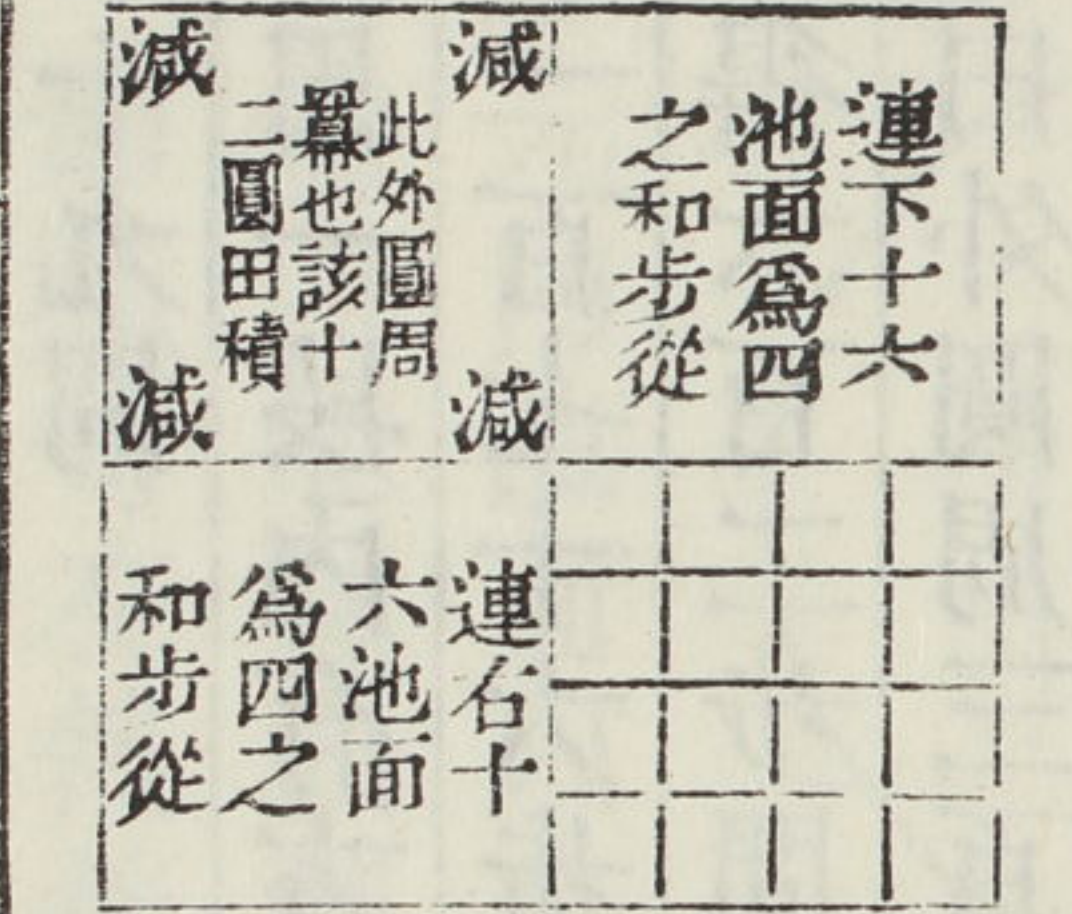 連下十六
池面為四
之和步從
減
減
此外圓周
冪也該十
二圓田積
減
減
連石十
六池面
為四之
和步從